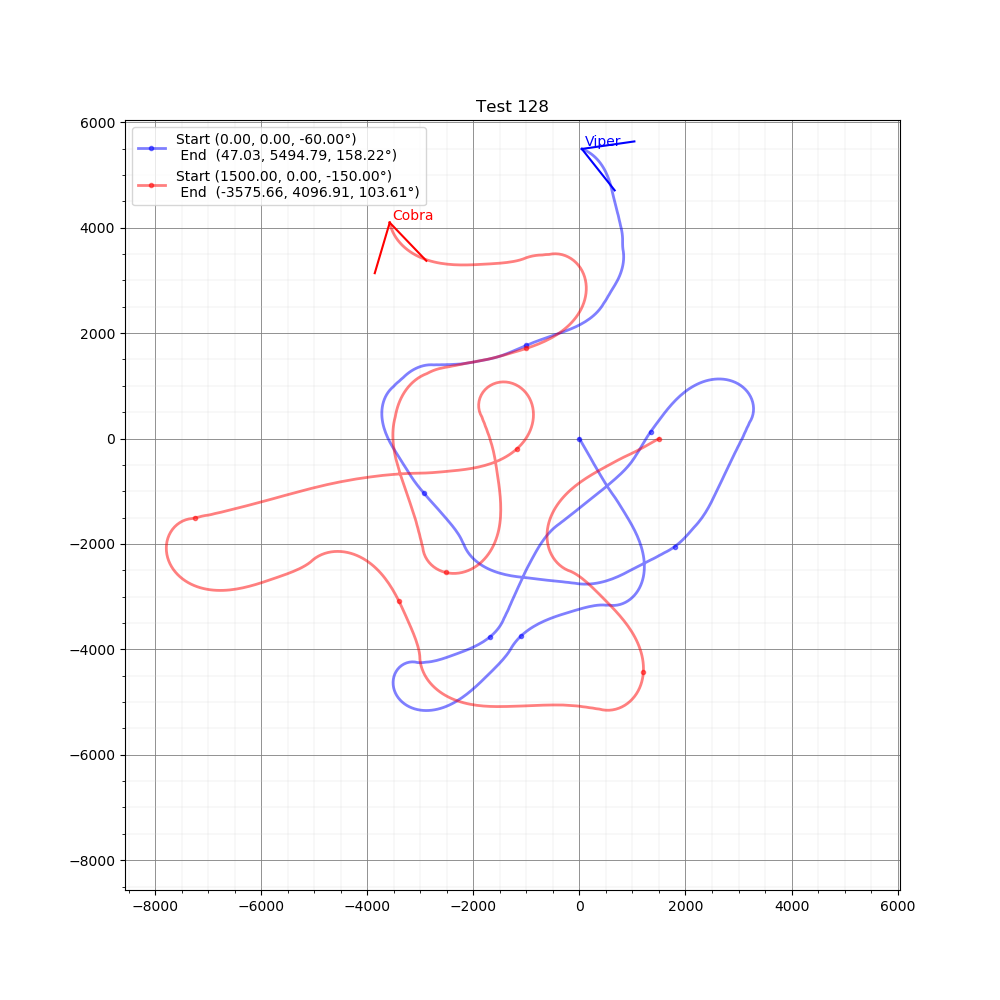 Test 128
Start (0.00, 0.00, -60.00°)
End  (47.03, 5494.79, 158.22°)
Start (1500.00, 0.00, -150.00°)
End  (-3575.66, 4096.91, 103.61°)
Viper
Cobra
6000
4000
2000
0
−2000
−4000
−6000
−8000
−8000 −6000 −4000 −2000 0 2000 4000 6000